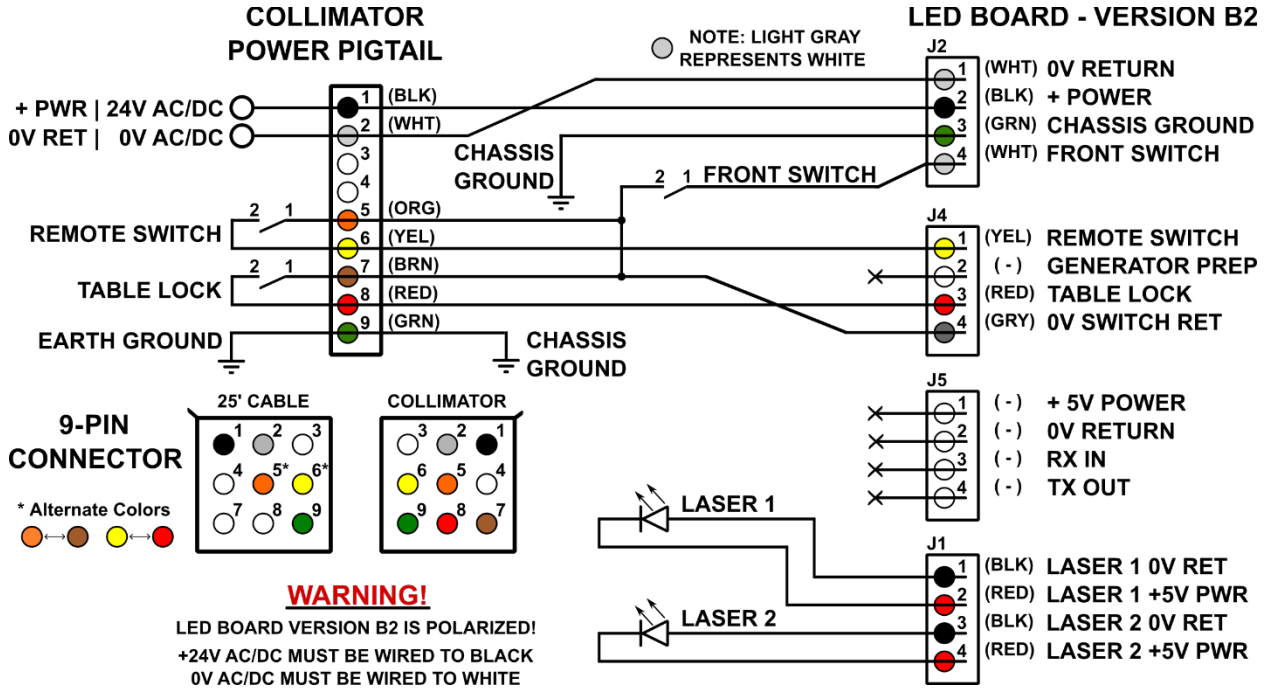 COLLIMATOR
POWER PIGTAIL
NOTE: LIGHT GRAY
REPRESENTS WHITE
LED BOARD - VERSION B2
+ PWR | 24V AC/DC
0V RET | 0V AC/DC
1 (BLK)
2 (WHT)
3
4
5 (ORG)
6 (YEL)
7 (BRN)
8 (RED)
9 (GRN)
REMOTE SWITCH
2 1
TABLE LOCK
2 1
EARTH GROUND
CHASSIS
GROUND
CHASSIS
GROUND
2 1 FRONT SWITCH
J2
1 (WHT) 0V RETURN
2 (BLK) + POWER
3 (GRN) CHASSIS GROUND
4 (WHT) FRONT SWITCH
J4
1 (YEL) REMOTE SWITCH
2 (-) GENERATOR PREP
3 (RED) TABLE LOCK
4 (GRY) 0V SWITCH RET
J5
1 (-) + 5V POWER
2 (-) 0V RETURN
3 (-) RX IN
4 (-) TX OUT
J1
1 (BLK) LASER 1 0V RET
2 (RED) LASER 1 +5V PWR
3 (BLK) LASER 2 0V RET
4 (RED) LASER 2 +5V PWR
LASER 1
LASER 2
9-PIN
CONNECTOR
* Alternate Colors
25' CABLE
1 2 3
4 5* 6*
7 8 9
COLLIMATOR
3 2 1
6 5 4
9 8 7
WARNING!
LED BOARD VERSION B2 IS POLARIZED!
+24V AC/DC MUST BE WIRED TO BLACK
0V AC/DC MUST BE WIRED TO WHITE